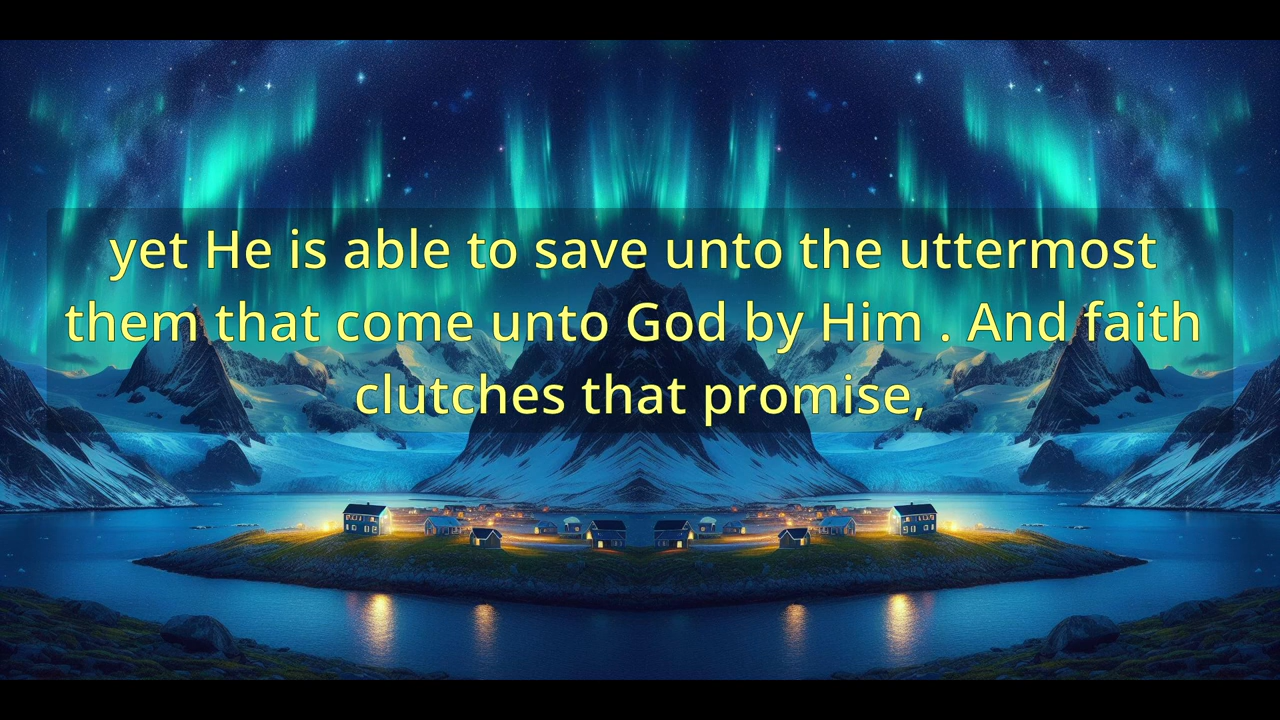 yet He is able to save unto the uttermost
them that come unto God by Him . And faith
clutches that promise,